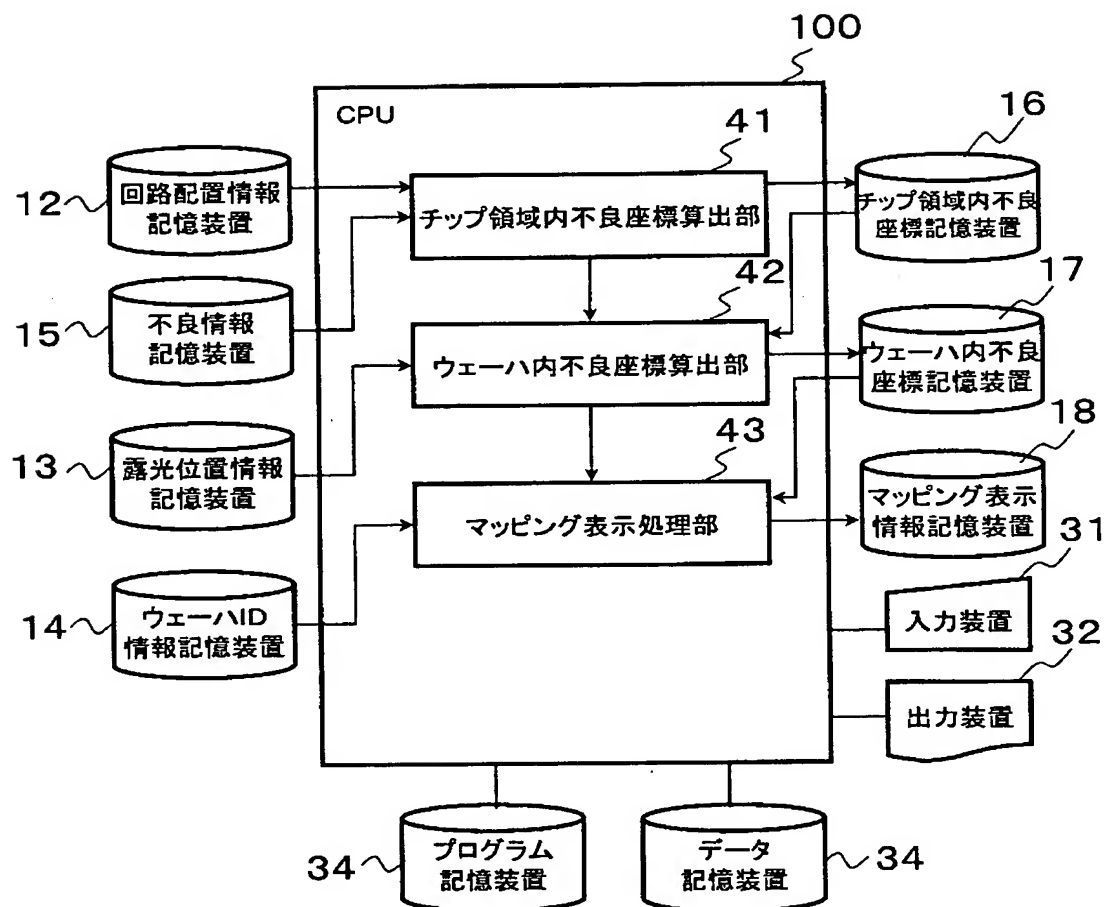 100
CPU
41
16
12
回路配置情報
記憶装置
チップ領域内不良座標算出部
チップ領域内不良
座標記憶装置
42
17
15
不良情報
記憶装置
ウェーハ内不良座標算出部
ウェーハ内不良
座標記憶装置
43
18
13
露光位置情報
記憶装置
マッピング表示処理部
マッピング表示
情報記憶装置
31
14
ウェーハID
情報記憶装置
入力装置
32
出力装置
34
プログラム
記憶装置
データ
記憶装置
34